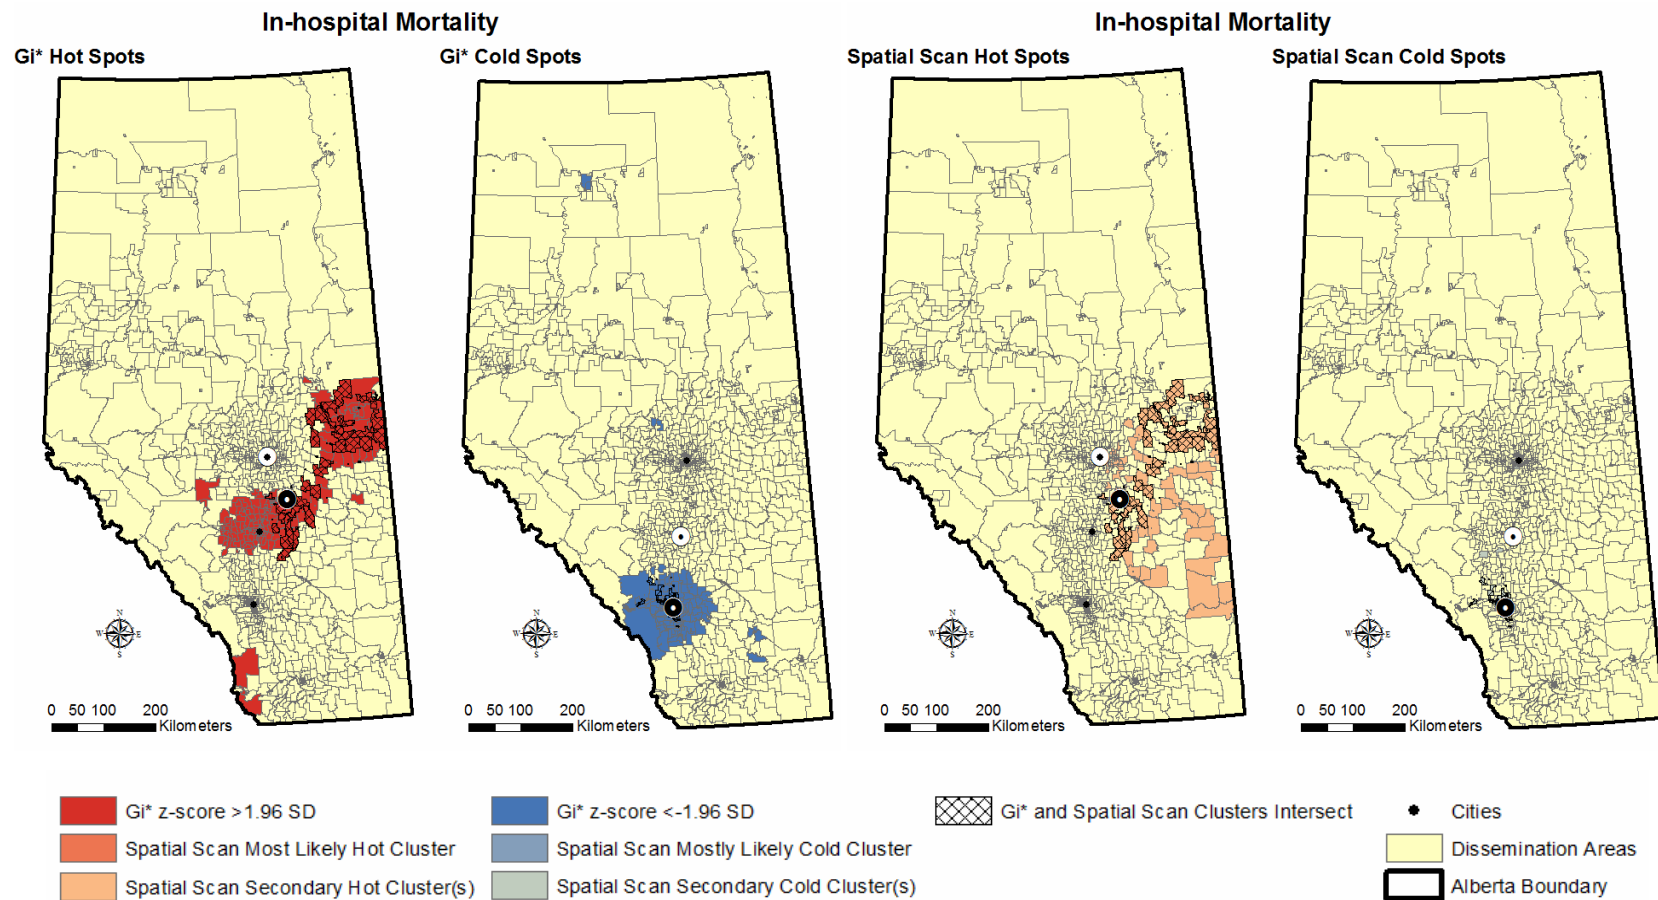 In-hospital Mortality
In-hospital Mortality
Gi* Hot Spots
Gi* Cold Spots
Spatial Scan Hot Spots
Spatial Scan Cold Spots
N
W E
S
N
W E
S
N
W E
S
N
W E
S
0 50 100 200
Kilometers
0 50 100 200
Kilometers
0 50 100 200
Kilometers
0 50 100 200
Kilometers
Gi* z-score >1.96 SD
Gi* z-score <-1.96 SD
Gi* and Spatial Scan Clusters Intersect
Cities
Spatial Scan Most Likely Hot Cluster
Spatial Scan Mostly Likely Cold Cluster
Dissemination Areas
Spatial Scan Secondary Hot Cluster(s)
Spatial Scan Secondary Cold Cluster(s)
Alberta Boundary